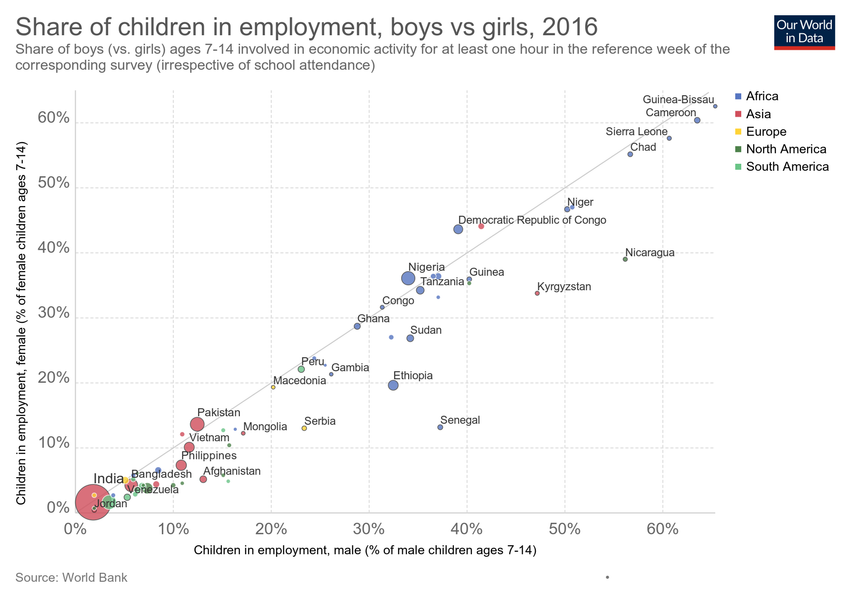 Share of children in employment, boys vs girls, 2016
Share of boys (vs. girls) ages 7-14 involved in economic activity for at least one hour in the reference week of the
corresponding survey (irrespective of school attendance)
Our World
in Data
Africa
Asia
Europe
North America
South America
Children in employment, female (% of female children ages 7-14)
60%
50%
40%
30%
20%
10%
0%
Guinea-Bissau
Cameroon
Sierra Leone
Chad
Niger
Democratic Republic of Congo
Nicaragua
Nigeria
Guinea
Tanzania
Kyrgyzstan
Congo
Ghana
Sudan
Peru
Gambia
Ethiopia
Macedonia
Pakistan
Serbia
Senegal
Mongolia
Vietnam
Philippines
Afghanistan
Bangladesh
India
Venezuela
Jordan
0%
10%
20%
30%
40%
50%
60%
Children in employment, male (% of male children ages 7-14)
Source: World Bank